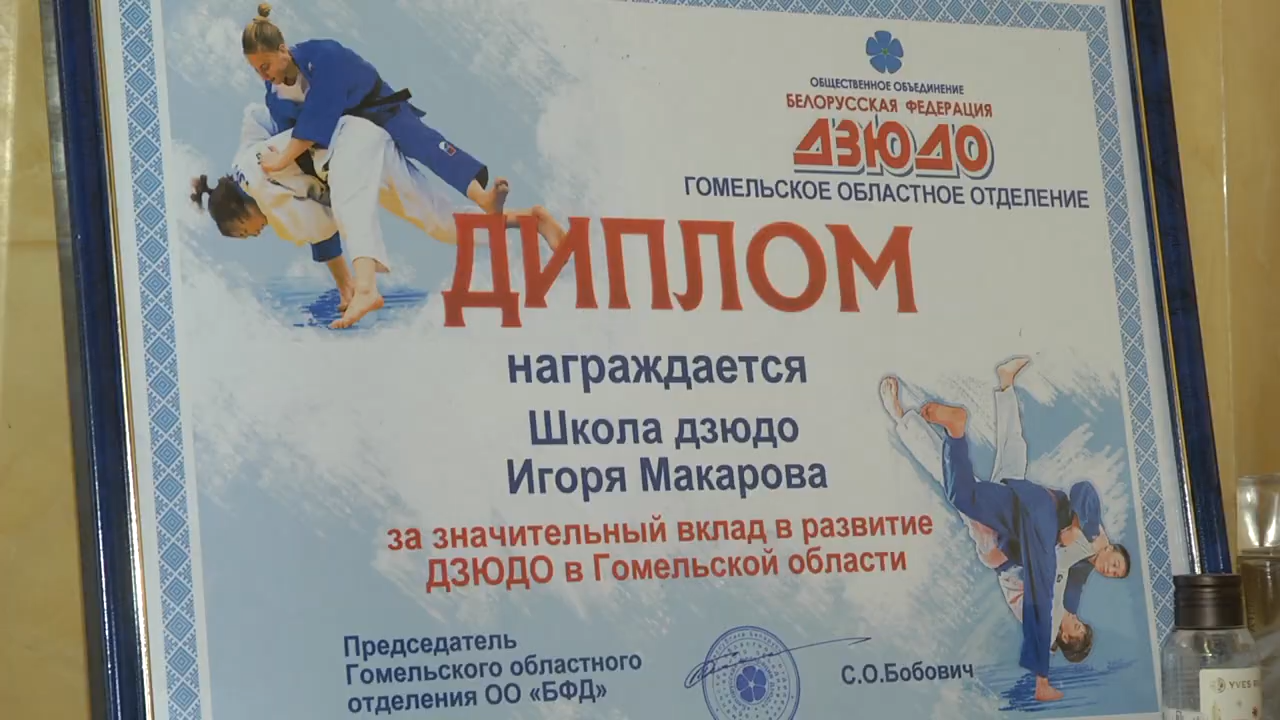 ОБЩЕСТВЕННОЕ ОБЪЕДИНЕНИЕ
БЕЛОРУССКАЯ ФЕДЕРАЦИЯ
ДЗЮДО
ГОМЕЛЬСКОЕ ОБЛАСТНОЕ ОТДЕЛЕНИЕ
ДИПЛОМ
награждается
Школа дзюдо
Игоря Макарова
за значительный вклад в развитие
ДЗЮДО в Гомельской области
Председатель
Гомельского областного
отделения ОО «БФД»
С.О.Бобович
YVES